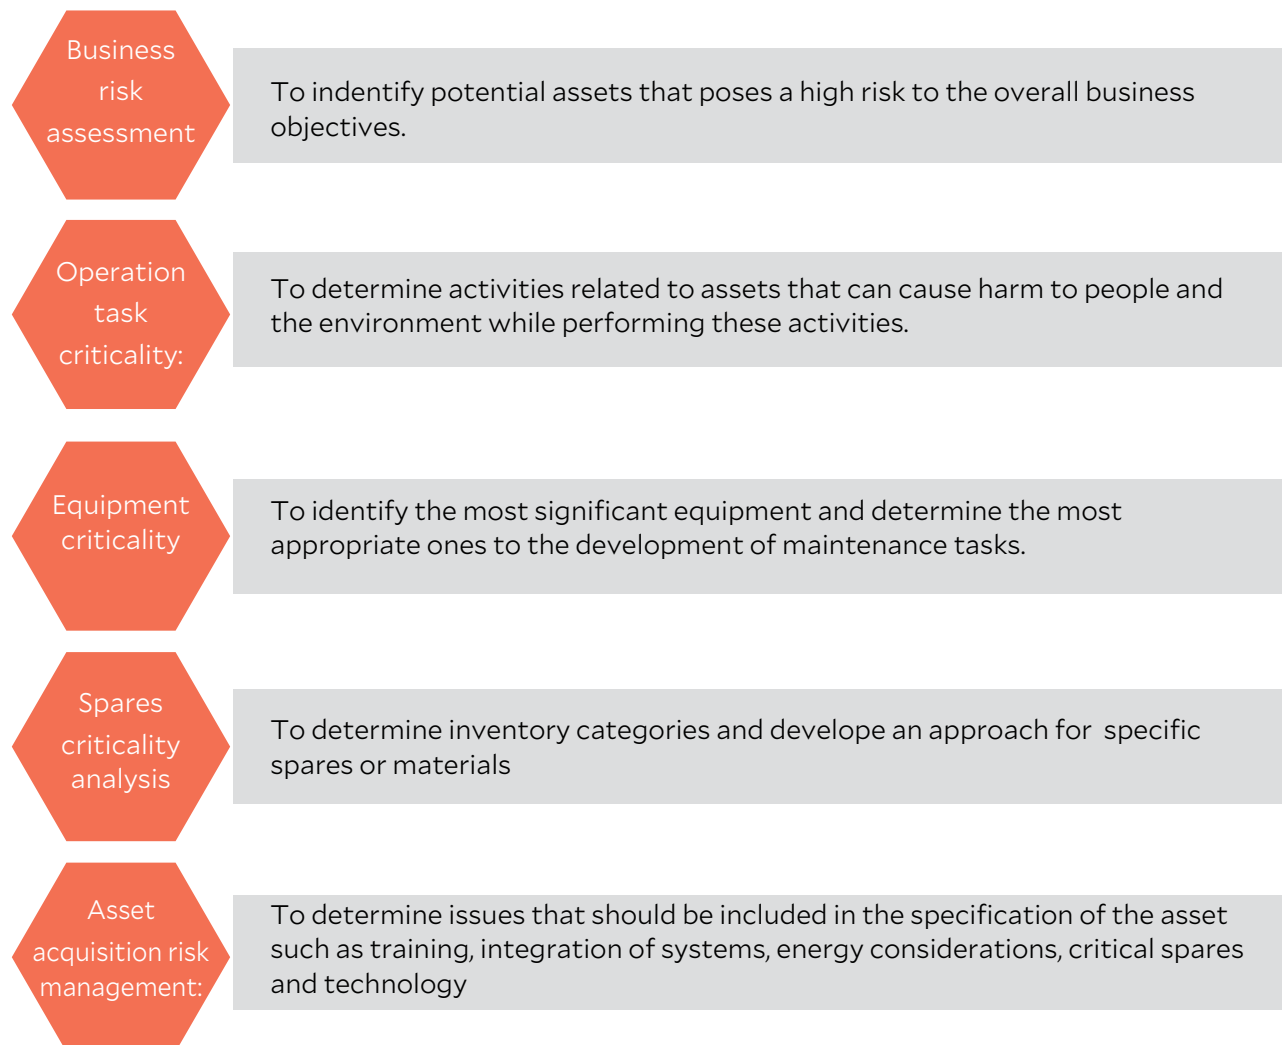 Business
risk
assessment
To indentify potential assets that poses a high risk to the overall business
objectives.
Operation
task
criticality:
To determine activities related to assets that can cause harm to people and
the environment while performing these activities.
Equipment
criticality
To identify the most significant equipment and determine the most
appropriate ones to the development of maintenance tasks.
Spares
criticality
analysis
To determine inventory categories and develope an approach for  specific
spares or materials
Asset
acquisition risk
management:
To determine issues that should be included in the specification of the asset
such as training, integration of systems, energy considerations, critical spares
and technology